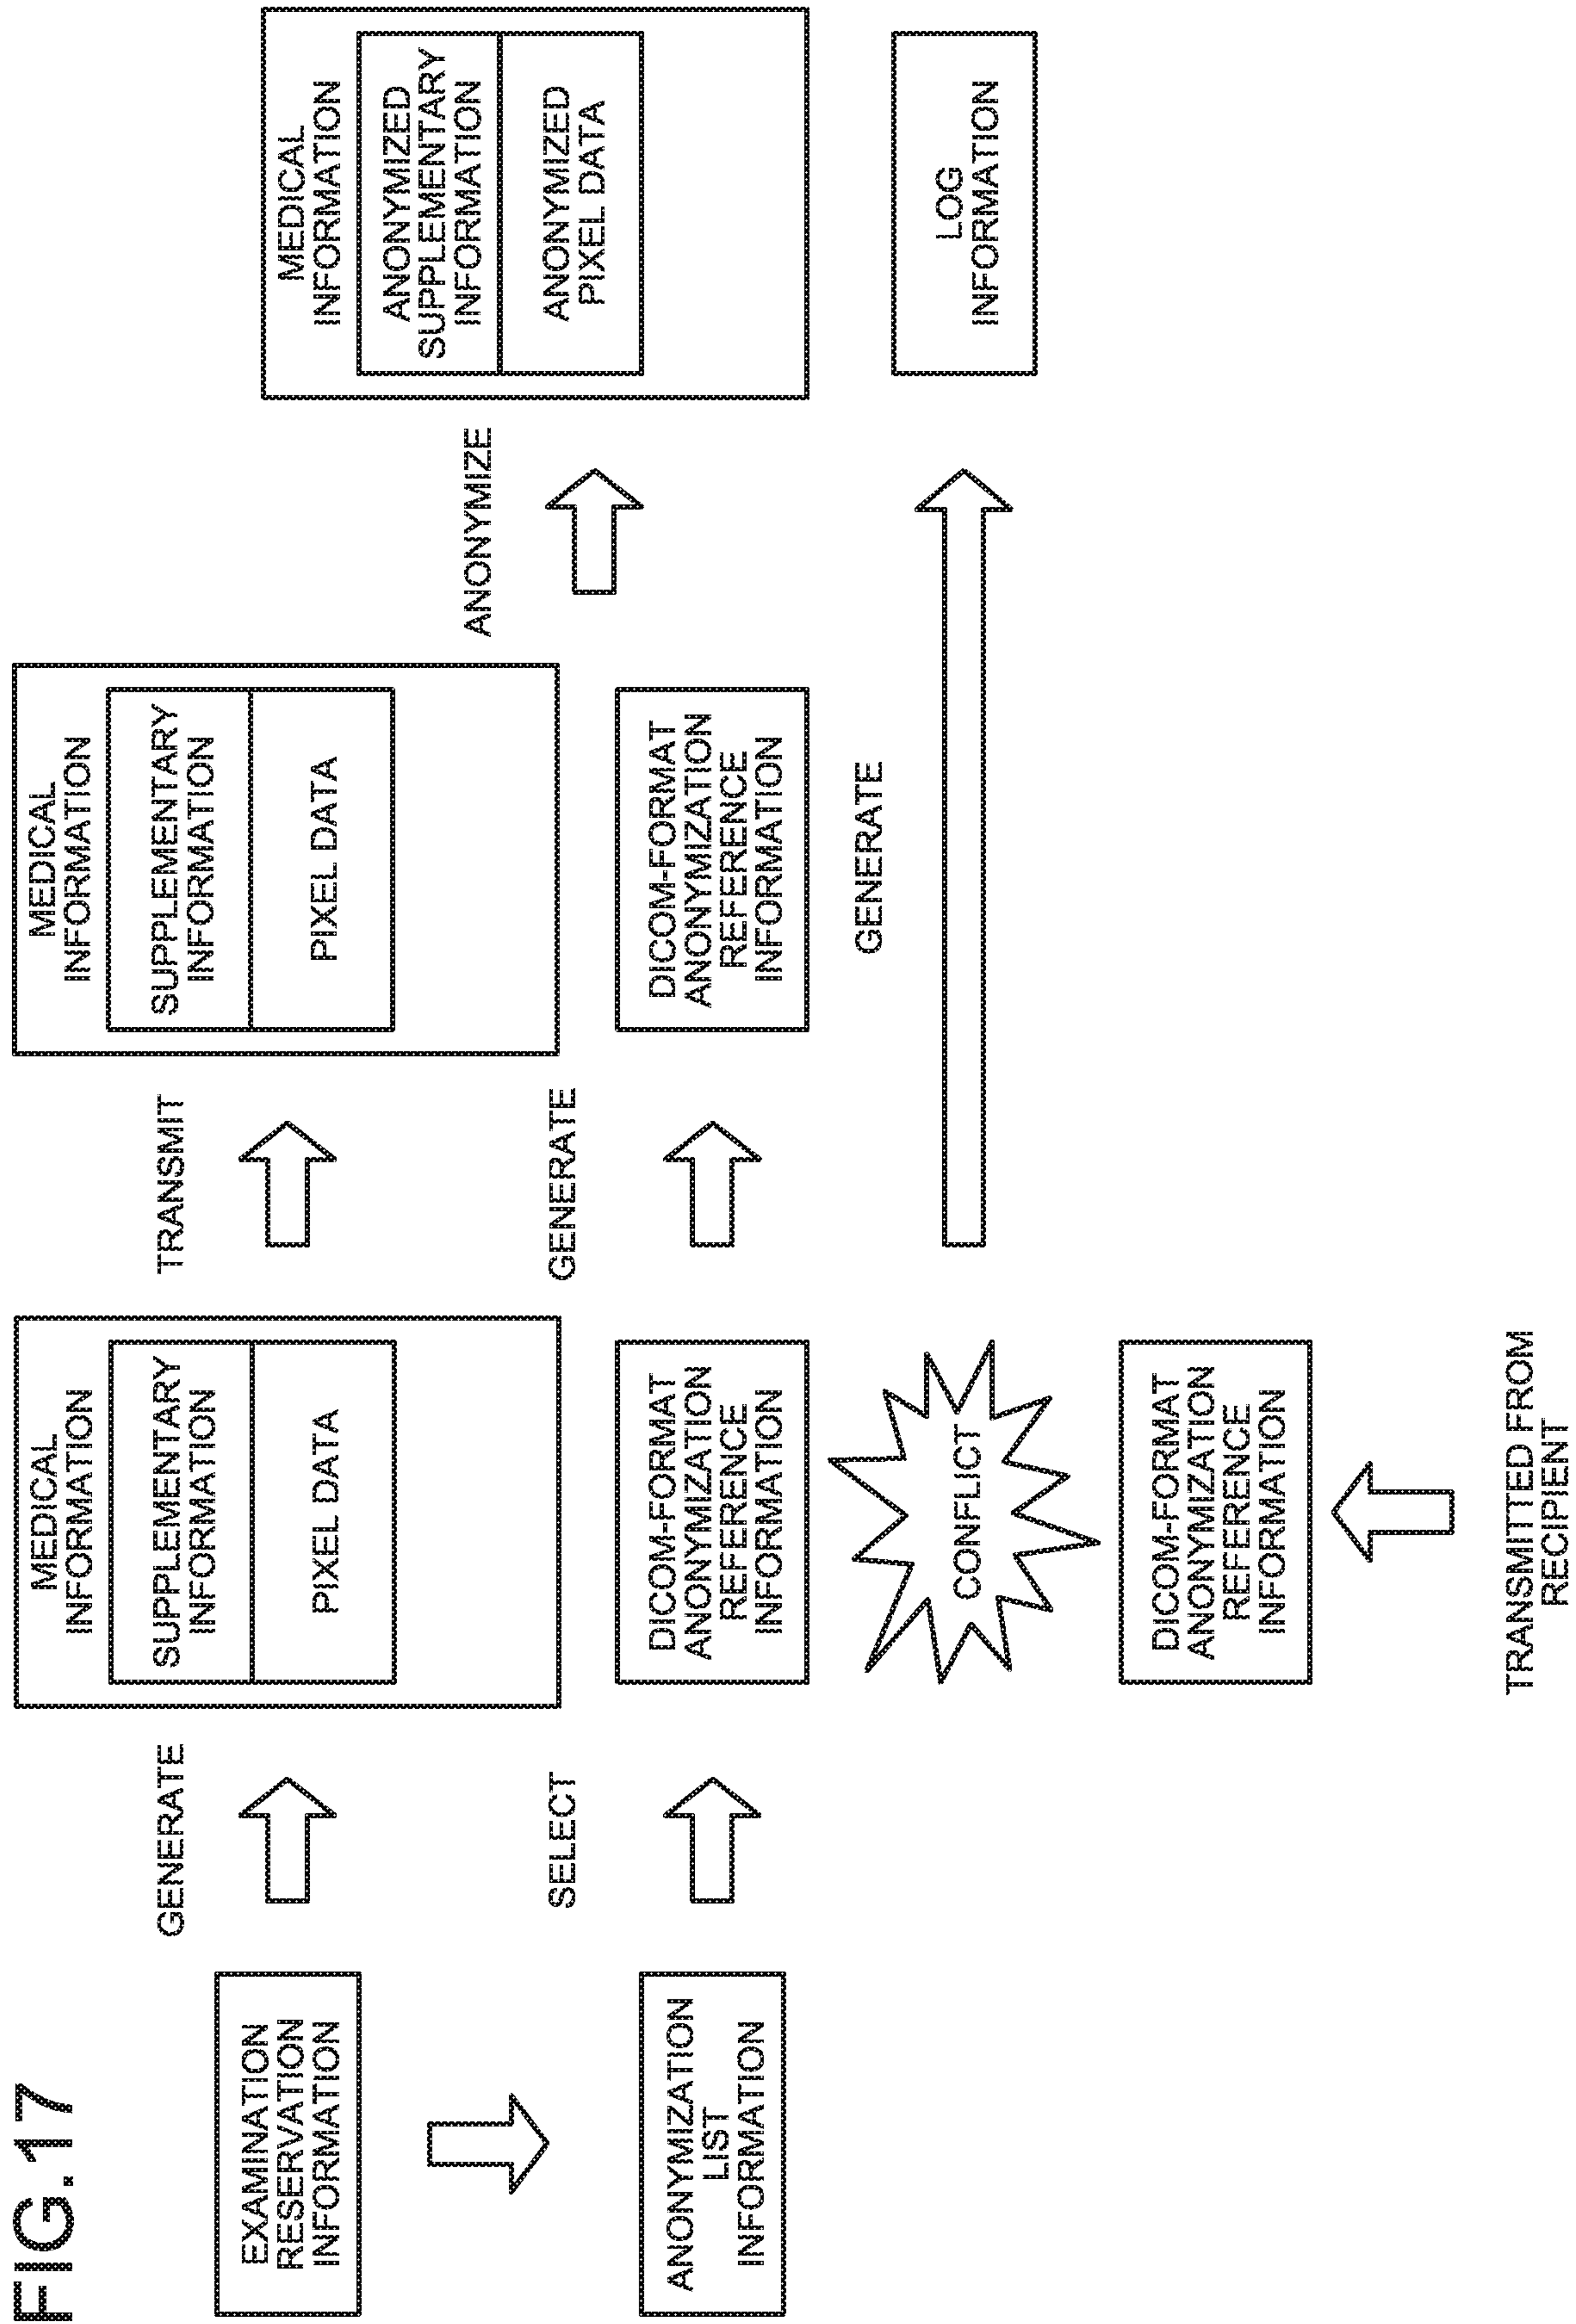 FIG.17
EXAMINATION
RESERVATION
INFORMATION
ANONYMIZATION
LIST
INFORMATION
GENERATE
SELECT
MEDICAL
INFORMATION
SUPPLEMENTARY
INFORMATION
PIXEL DATA
DICOM-FORMAT
ANONYMIZATION
REFERENCE
INFORMATION
CONFLICT
DICOM-FORMAT
ANONYMIZATION
REFERENCE
INFORMATION
TRANSMITTED FROM
RECIPIENT
TRANSMIT
GENERATE
MEDICAL
INFORMATION
SUPPLEMENTARY
INFORMATION
PIXEL DATA
DICOM-FORMAT
ANONYMIZATION
REFERENCE
INFORMATION
GENERATE
ANONYMIZE
MEDICAL
INFORMATION
ANONYMIZED
SUPPLEMENTARY
INFORMATION
ANONYMIZED
PIXEL DATA
LOG
INFORMATION